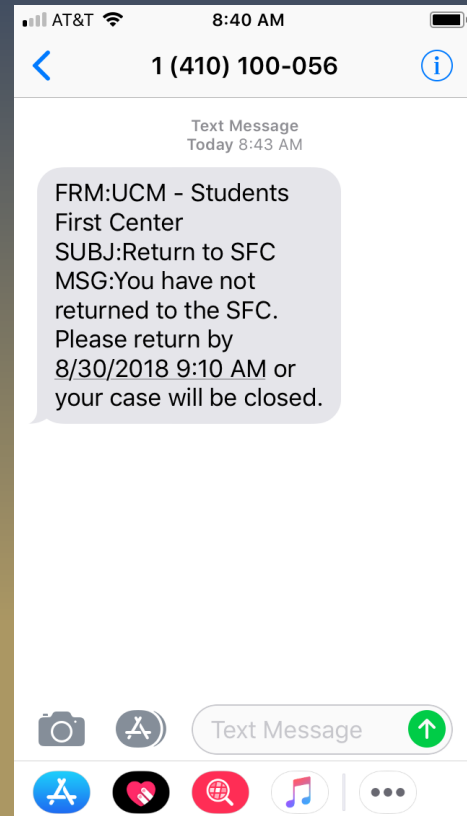 AT&T 8:40 AM
1 (410) 100-056
Text Message
Today 8:43 AM
FRM:UCM - Students
First Center
SUBJ:Return to SFC
MSG:You have not
returned to the SFC.
Please return by
8/30/2018 9:10 AM or
your case will be closed.
Text Message